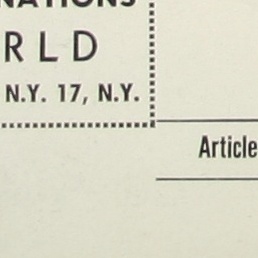 NATIONS
RLD
N.Y. 17, N.Y.
Article